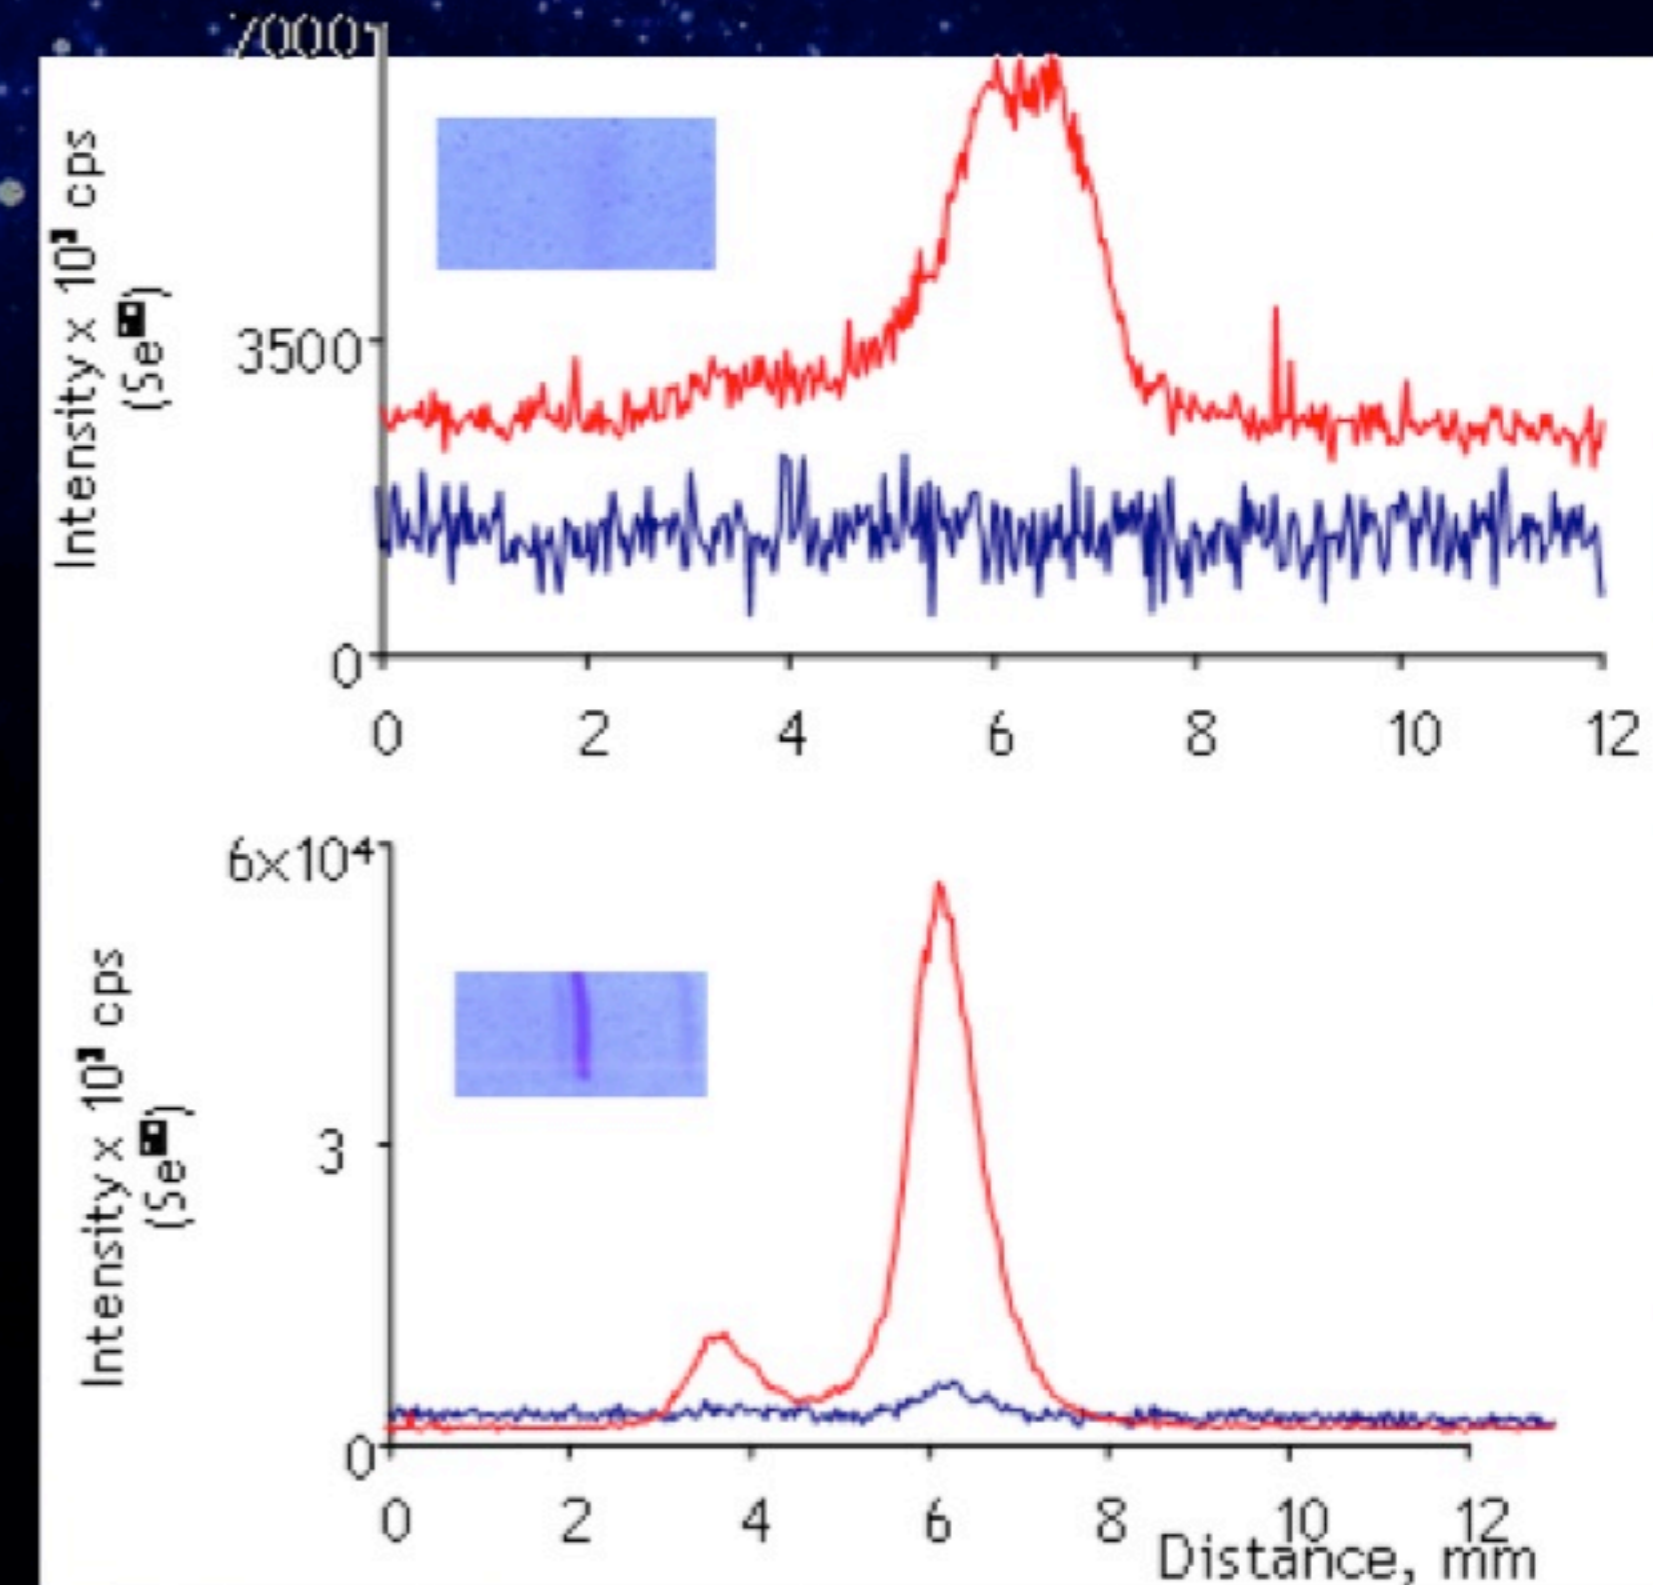 7000
Intensity x 10³ cps
(Se)
3500
0
0 2 4 6 8 10 12
6x10⁴
Intensity x 10³ cps
(Se)
3
0
0 2 4 6 8 10 12
Distance, mm